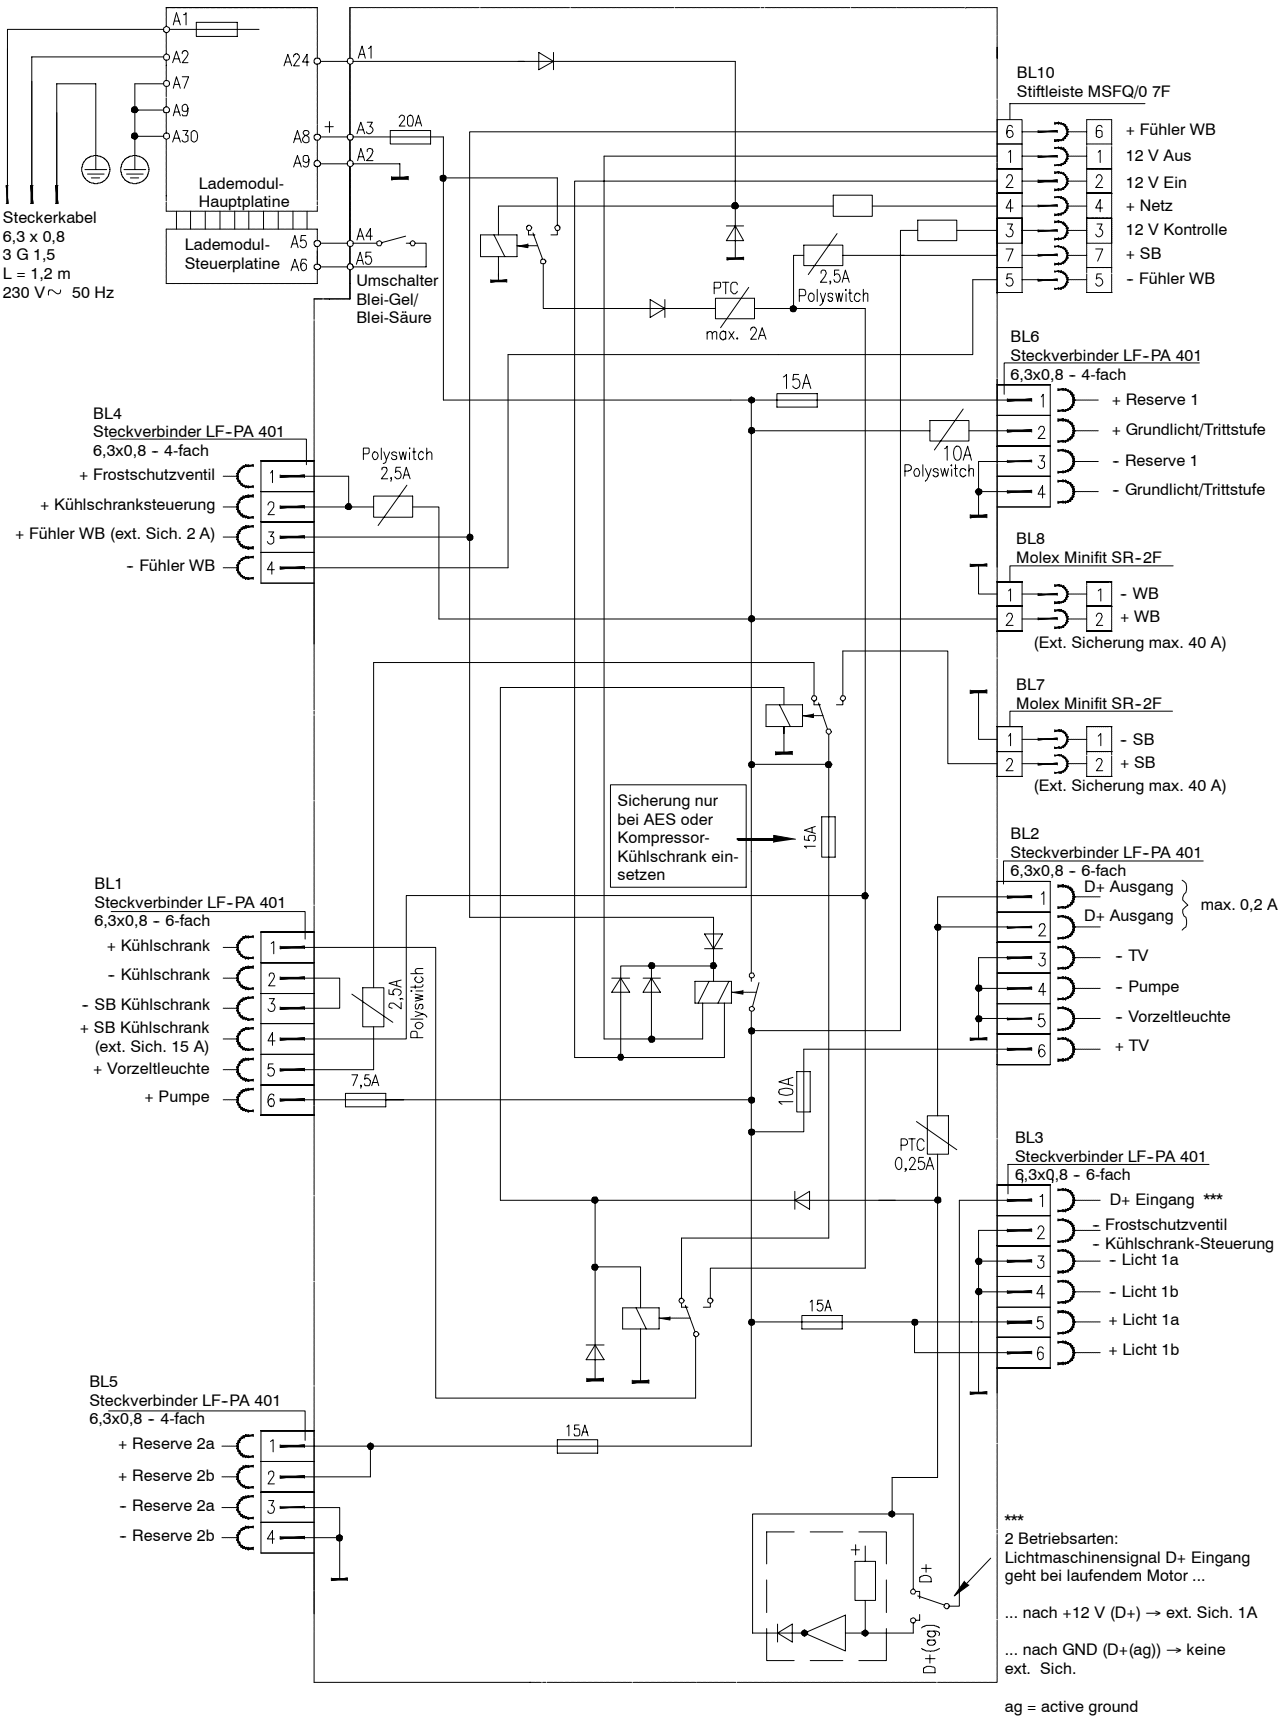 A1
A2
A7
A9
A30
A24
A8
+
A9
Lademodul-
Hauptplatine
Lademodul-
Steuerplatine
A5
A6
A1
A3
20A
A2
A4
A5
Umschalter
Blei-Gel/
Blei-Säure
Steckerkabel
6,3 x 0,8
3 G 1,5
L = 1,2 m
230 V ~ 50 Hz
PTC
max. 2A
2,5A
Polyswitch
BL10
Stiftleiste MSFQ/0 7F
6 6 + Fühler WB
1 1 12 V Aus
2 2 12 V Ein
4 4 + Netz
3 3 12 V Kontrolle
7 7 + SB
5 5 - Fühler WB
BL6
Steckverbinder LF-PA 401
6,3x0,8 - 4-fach
15A
1 + Reserve 1
2 + Grundlicht/Trittstufe
10A
Polyswitch
3 - Reserve 1
4 - Grundlicht/Trittstufe
BL4
Steckverbinder LF-PA 401
6,3x0,8 - 4-fach
+ Frostschutzventil 1
+ Kühlschranksteuerung 2
+ Fühler WB (ext. Sich. 2 A) 3
- Fühler WB 4
Polyswitch
2,5A
BL8
Molex Minifit SR-2F
1 1 - WB
2 2 + WB
(Ext. Sicherung max. 40 A)
BL7
Molex Minifit SR-2F
1 1 - SB
2 2 + SB
(Ext. Sicherung max. 40 A)
Sicherung nur
bei AES oder
Kompressor-
Kühlschrank ein-
setzen
15A
BL2
Steckverbinder LF-PA 401
6,3x0,8 - 6-fach
1 D+ Ausgang
2 D+ Ausgang
max. 0,2 A
3 - TV
4 - Pumpe
5 - Vorzeltleuchte
6 + TV
BL1
Steckverbinder LF-PA 401
6,3x0,8 - 6-fach
+ Kühlschrank 1
- Kühlschrank 2
- SB Kühlschrank 3
+ SB Kühlschrank 4
(ext. Sich. 15 A)
+ Vorzeltleuchte 5
+ Pumpe 6
2,5A
Polyswitch
7,5A
10A
PTC
0,25A
BL3
Steckverbinder LF-PA 401
6,3x0,8 - 6-fach
1 D+ Eingang ***
2 - Frostschutzventil
- Kühlschrank-Steuerung
3 - Licht 1a
4 - Licht 1b
5 + Licht 1a
6 + Licht 1b
15A
BL5
Steckverbinder LF-PA 401
6,3x0,8 - 4-fach
+ Reserve 2a 1
+ Reserve 2b 2
- Reserve 2a 3
- Reserve 2b 4
15A
+
D+
D+(ag)
***
2 Betriebsarten:
Lichtmaschinensignal D+ Eingang
geht bei laufendem Motor ...
... nach +12 V (D+) → ext. Sich. 1A
... nach GND (D+(ag)) → keine
ext. Sich.
ag = active ground